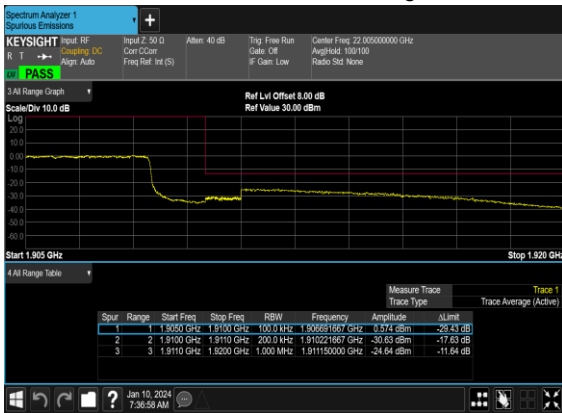 Spectrum Analyzer 1
Spurious Emissions
+
KEYSIGHT Input: RF Input Z: 50 Ω Atten: 40 dB Trig: Free Run Center Freq: 22.005000000 GHz
R T Coupling: DC Corr CCorr Gate: Off Avg|Hold: 100/100
Align: Auto Freq Ref: Int (S) IF Gain: Low Radio Std: None
LXI PASS
3 All Range Graph
Ref Lvl Offset 8.00 dB
Scale/Div 10.0 dB Ref Value 30.00 dBm
Log
20.0
10.0
0.00
-10.0
-20.0
-30.0
-40.0
-50.0
-60.0
Start 1.905 GHz Stop 1.920 GHz
4 All Range Table
Measure Trace Trace 1
Trace Type Trace Average (Active)
Spur Range Start Freq Stop Freq RBW Frequency Amplitude ΔLimit
1 1 1.9050 GHz 1.9100 GHz 100.0 kHz 1.906691667 GHz 0.574 dBm -29.43 dB
2 2 1.9100 GHz 1.9110 GHz 200.0 kHz 1.910221667 GHz -30.63 dBm -17.63 dB
3 3 1.9110 GHz 1.9200 GHz 1.000 MHz 1.911150000 GHz -24.64 dBm -11.64 dB
? Jan 10, 2024
7:36:58 AM